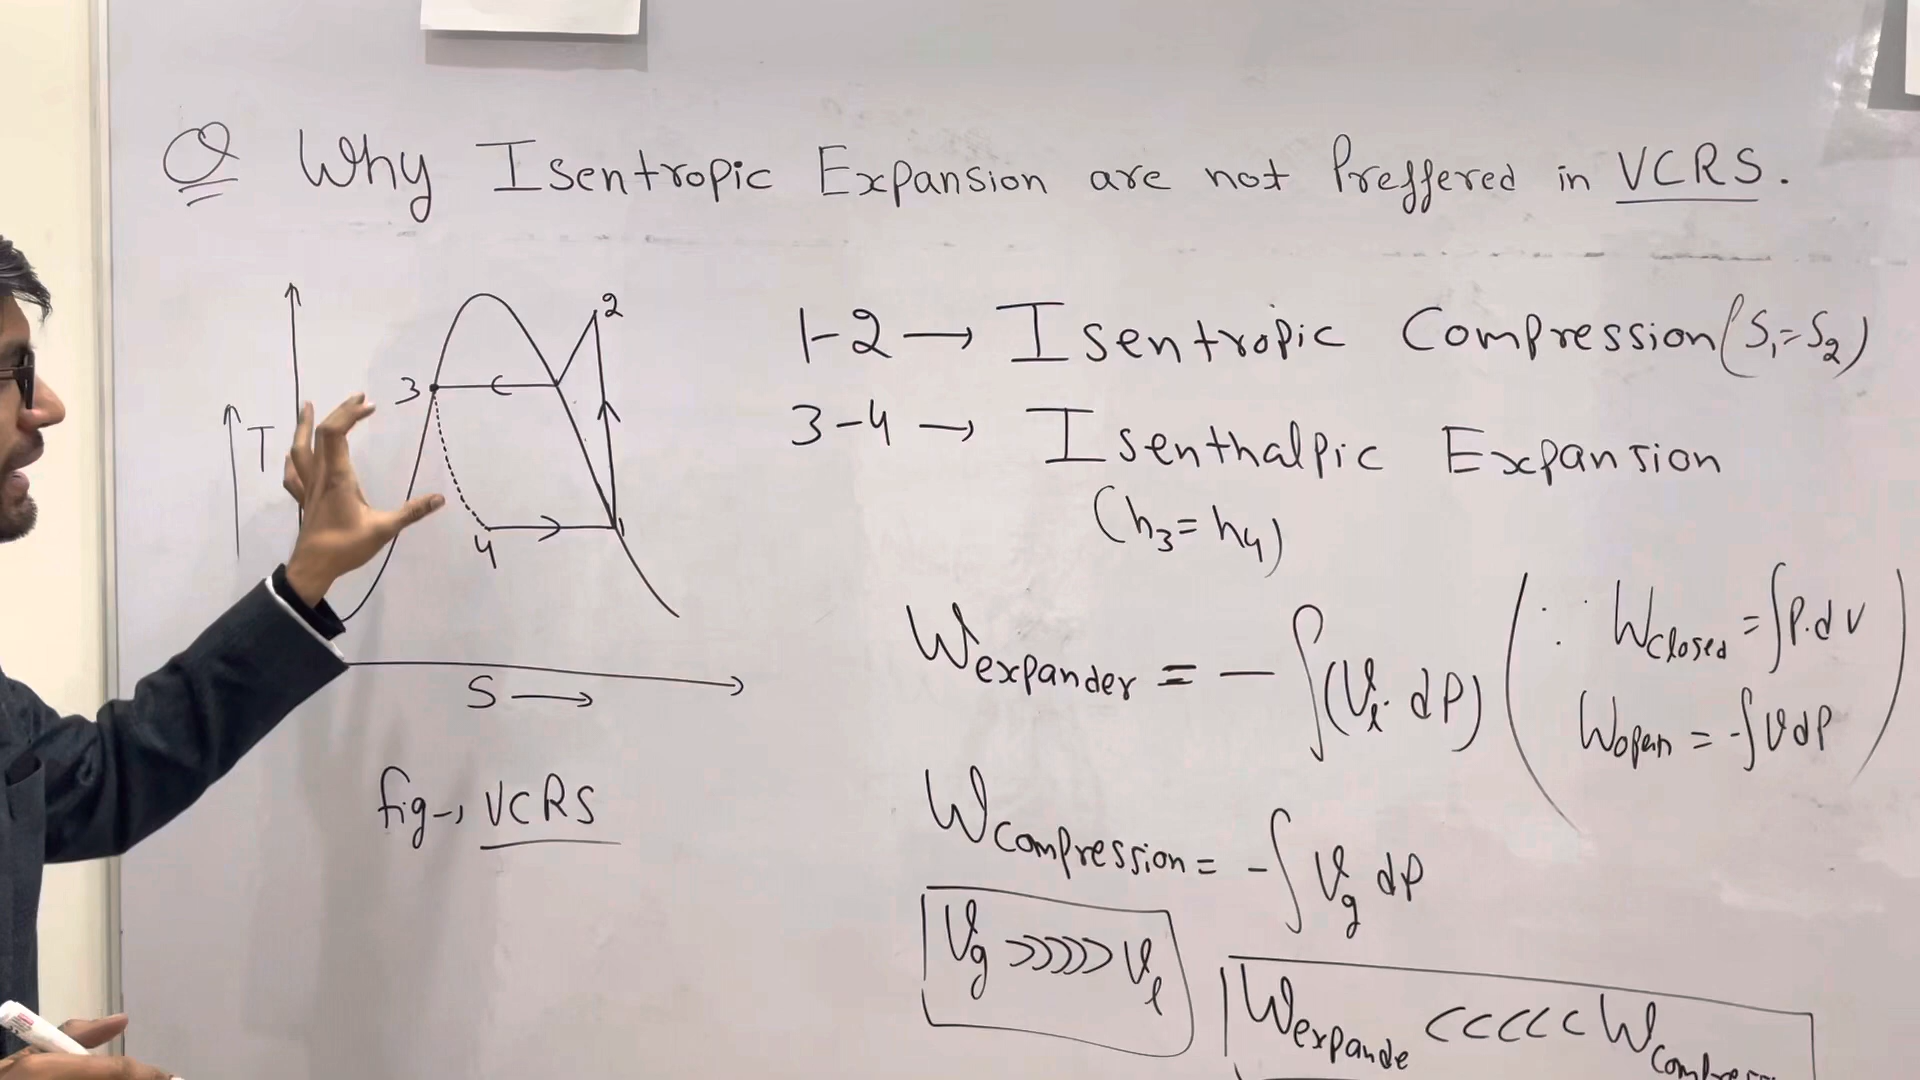 Q Why Isentropic Expansion are not Preffered in VCRS.
2
3
T
4
1
S →
fig → VCRS
1-2 → Isentropic Compression (S₁=S₂)
3-4 → Isenthalpic Expansion
(h₃=h₄)
Wexpander = - ∫(Vl. dP)
(∵ Wclosed = ∫P.dv
Wopen = -∫VdP)
Wcompression = -∫Vg dP
Vg >>>>> Vl
Wexpande <<<<< W